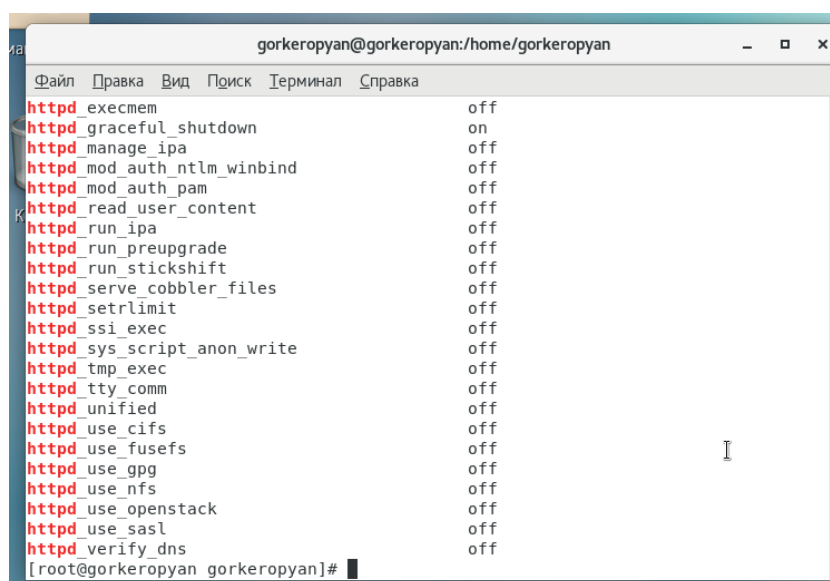 gorkeropyan@gorkeropyan:/home/gorkeropyan
Файл Правка Вид Поиск Терминал Справка
httpd_execmem off
httpd_graceful_shutdown on
httpd_manage_ipa off
httpd_mod_auth_ntlm_winbind off
httpd_mod_auth_pam off
httpd_read_user_content off
httpd_run_ipa off
httpd_run_preupgrade off
httpd_run_stickshift off
httpd_serve_cobbler_files off
httpd_setrlimit off
httpd_ssi_exec off
httpd_sys_script_anon_write off
httpd_tmp_exec off
httpd_tty_comm off
httpd_unified off
httpd_use_cifs off
httpd_use_fusefs off
httpd_use_gpg off
httpd_use_nfs off
httpd_use_openstack off
httpd_use_sasl off
httpd_verify_dns off
[root@gorkeropyan gorkeropyan]#